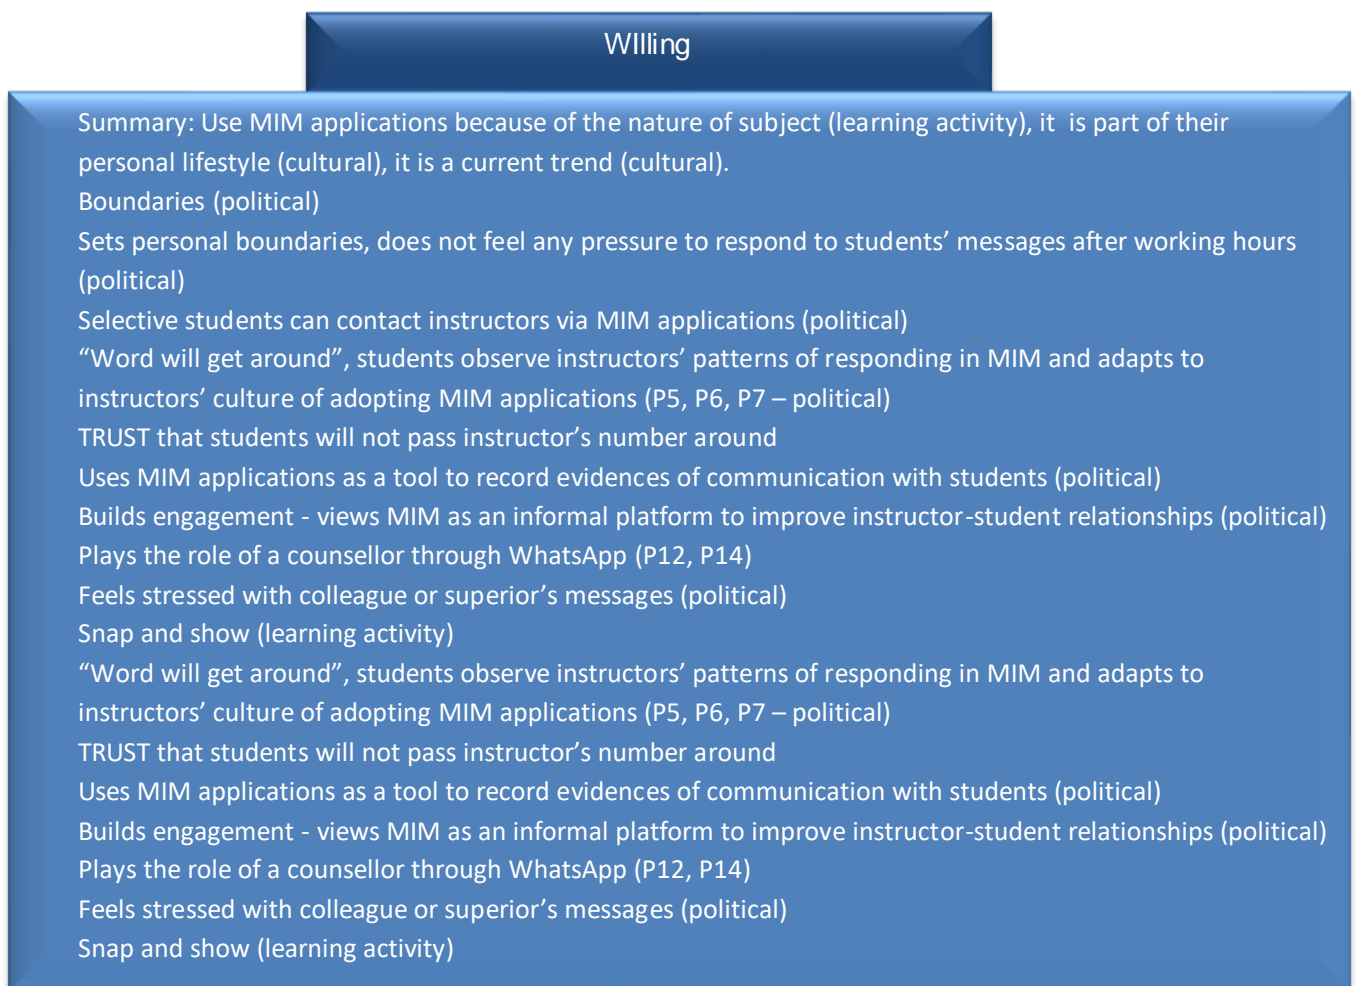 WIlling
Summary: Use MIM applications because of the nature of subject (learning activity), it  is part of their
personal lifestyle (cultural), it is a current trend (cultural).
Boundaries (political)
Sets personal boundaries, does not feel any pressure to respond to students’ messages after working hours
(political)
Selective students can contact instructors via MIM applications (political)
“Word will get around”, students observe instructors’ patterns of responding in MIM and adapts to
instructors’ culture of adopting MIM applications (P5, P6, P7 – political)
TRUST that students will not pass instructor’s number around
Uses MIM applications as a tool to record evidences of communication with students (political)
Builds engagement - views MIM as an informal platform to improve instructor-student relationships (political)
Plays the role of a counsellor through WhatsApp (P12, P14)
Feels stressed with colleague or superior’s messages (political)
Snap and show (learning activity)
“Word will get around”, students observe instructors’ patterns of responding in MIM and adapts to
instructors’ culture of adopting MIM applications (P5, P6, P7 – political)
TRUST that students will not pass instructor’s number around
Uses MIM applications as a tool to record evidences of communication with students (political)
Builds engagement - views MIM as an informal platform to improve instructor-student relationships (political)
Plays the role of a counsellor through WhatsApp (P12, P14)
Feels stressed with colleague or superior’s messages (political)
Snap and show (learning activity)